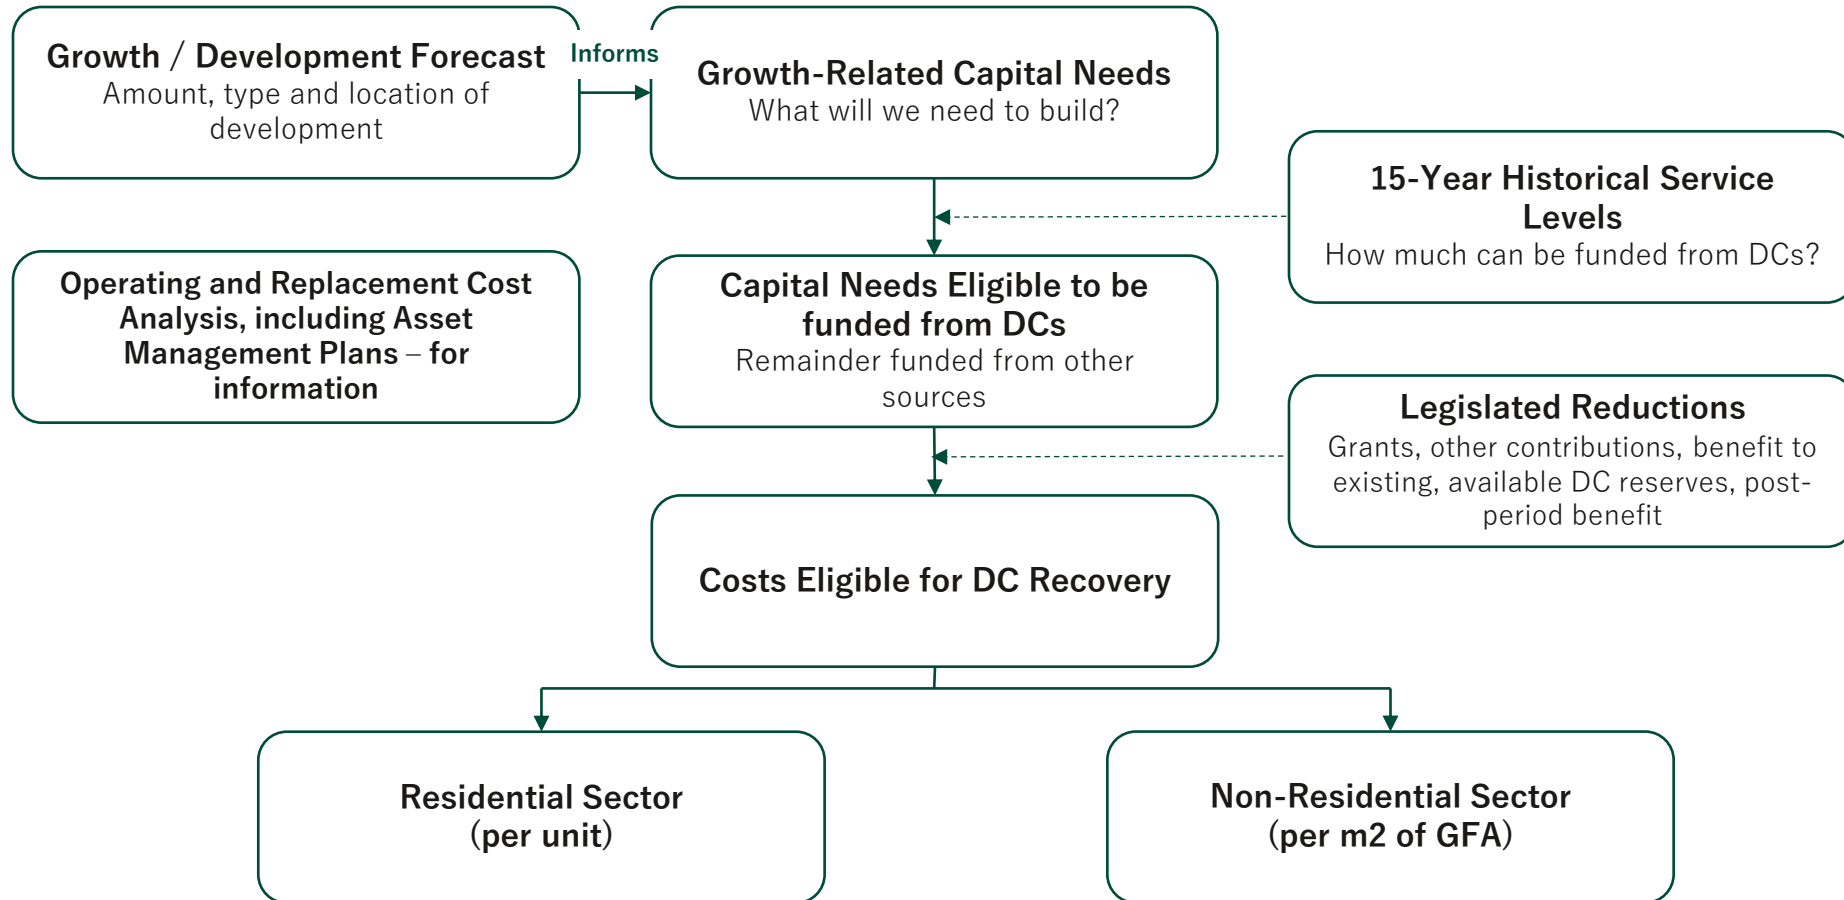 Growth / Development Forecast
Amount, type and location of
development
Informs
Growth-Related Capital Needs
What will we need to build?
15-Year Historical Service
Levels
How much can be funded from DCs?
Operating and Replacement Cost
Analysis, including Asset
Management Plans – for
information
Capital Needs Eligible to be
funded from DCs
Remainder funded from other
sources
Legislated Reductions
Grants, other contributions, benefit to
existing, available DC reserves, post-
period benefit
Costs Eligible for DC Recovery
Residential Sector
(per unit)
Non-Residential Sector
(per m2 of GFA)